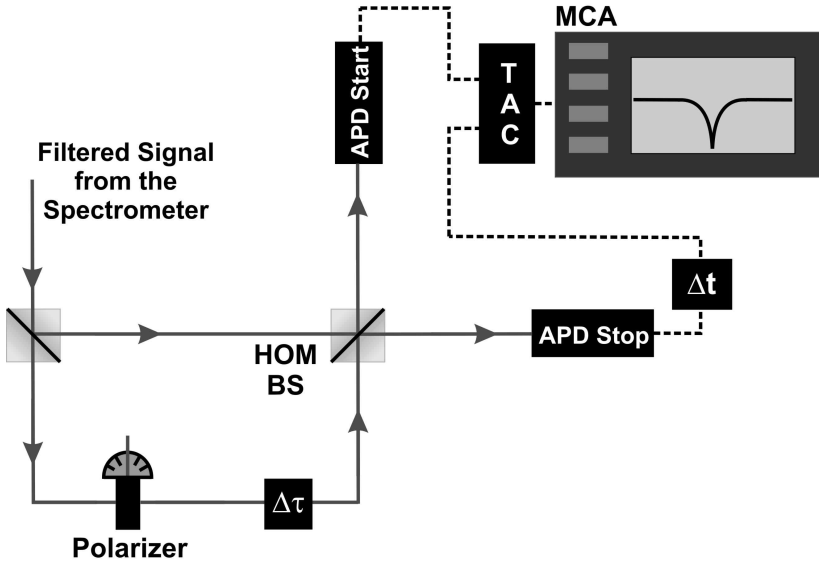 MCA
APD Start
T
A
C
Filtered Signal
from the
Spectrometer
Δt
HOM
BS
APD Stop
Δτ
Polarizer